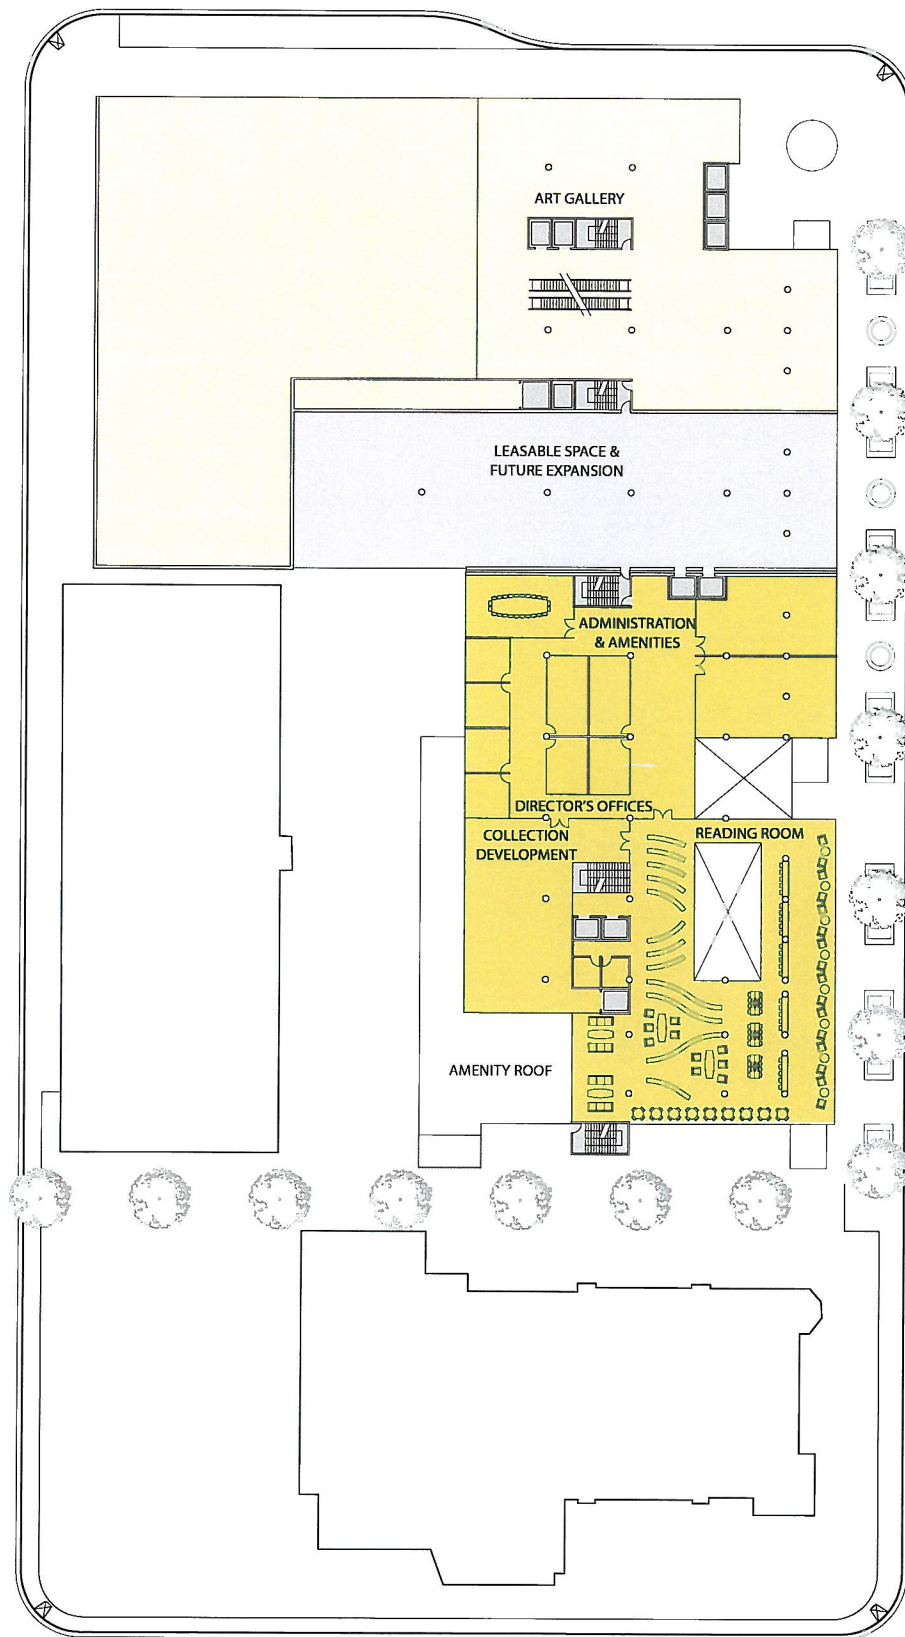 ART GALLERY
LEASABLE SPACE &
FUTURE EXPANSION
ADMINISTRATION
& AMENITIES
DIRECTOR'S OFFICES
COLLECTION
DEVELOPMENT
READING ROOM
AMENITY ROOF